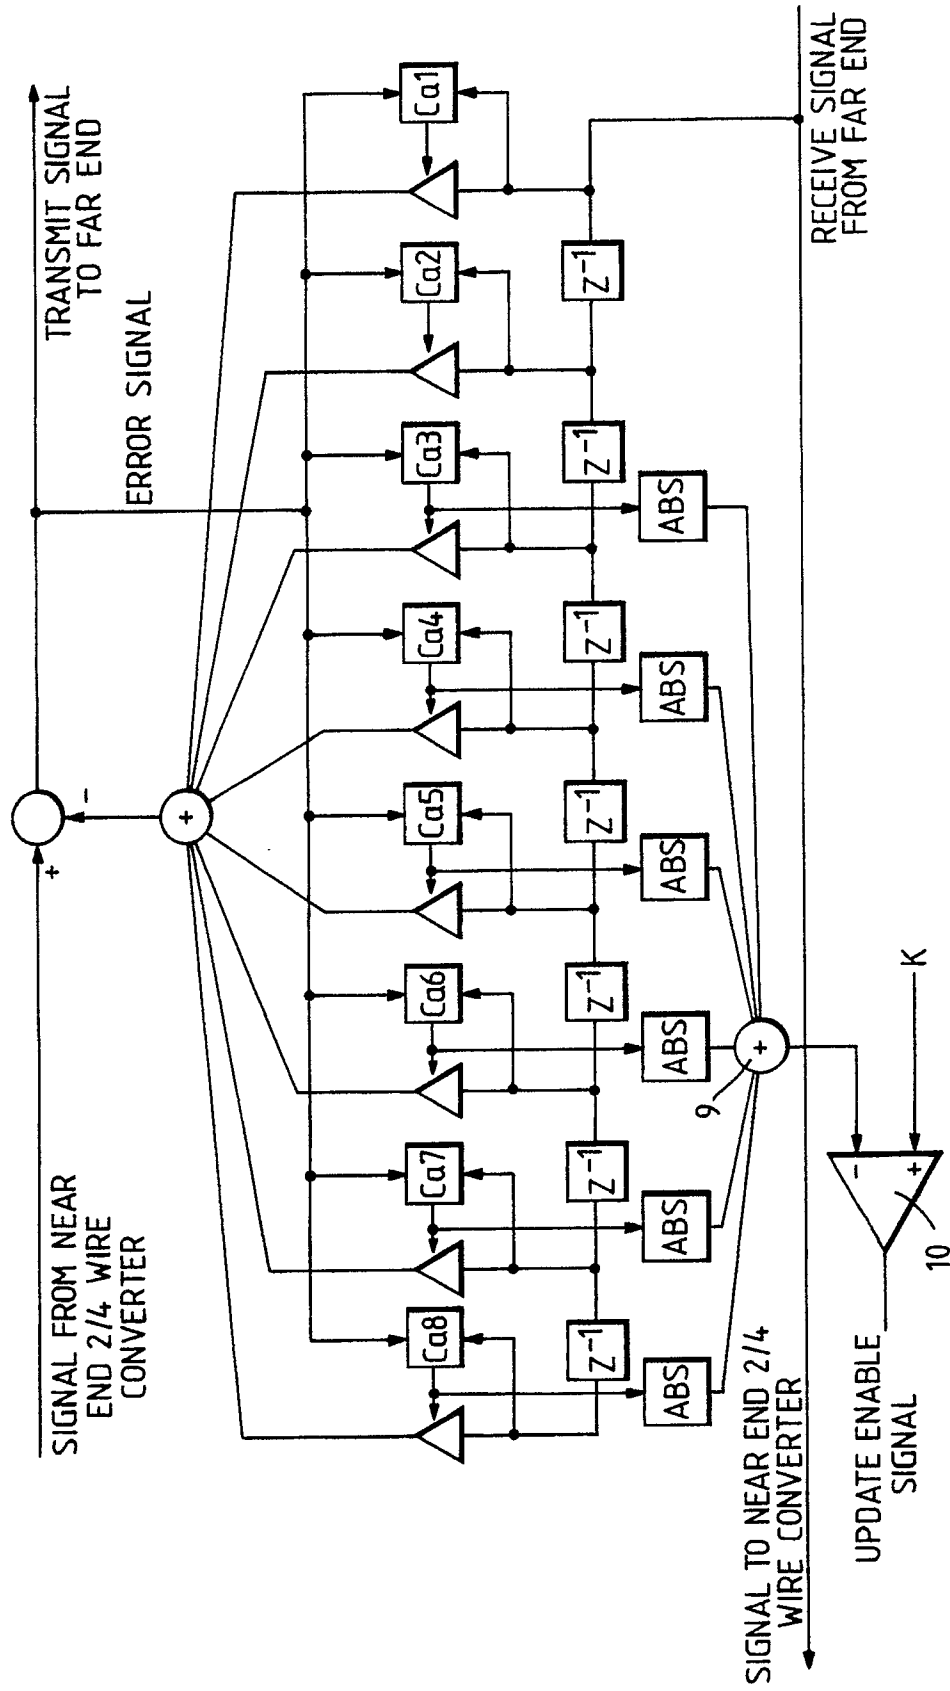 TRANSMIT SIGNAL
TO FAR END
ERROR SIGNAL
SIGNAL FROM NEAR
END 2/4 WIRE
CONVERTER
+
−
+
Ca8
Ca7
Ca6
Ca5
Ca4
Ca3
Ca2
Ca1
Z⁻¹
Z⁻¹
Z⁻¹
Z⁻¹
Z⁻¹
Z⁻¹
Z⁻¹
ABS
ABS
ABS
ABS
ABS
ABS
9
+
RECEIVE SIGNAL
FROM FAR END
SIGNAL TO NEAR END 2/4
WIRE CONVERTER
−
+
K
10
UPDATE ENABLE
SIGNAL